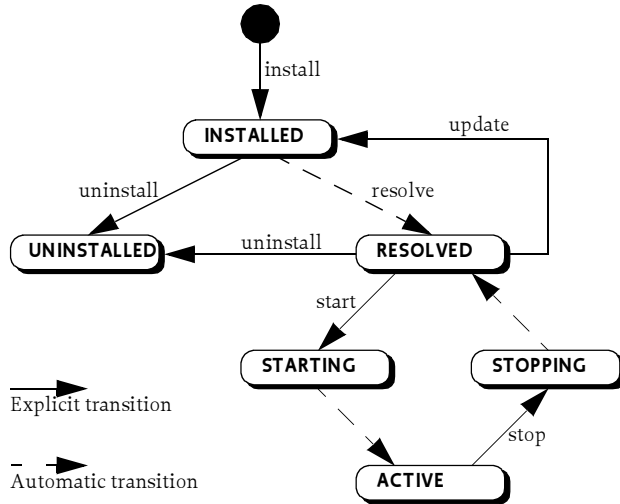 install
INSTALLED
update
uninstall
resolve
UNINSTALLED
uninstall
RESOLVED
start
STARTING
STOPPING
Explicit transition
stop
Automatic transition
ACTIVE